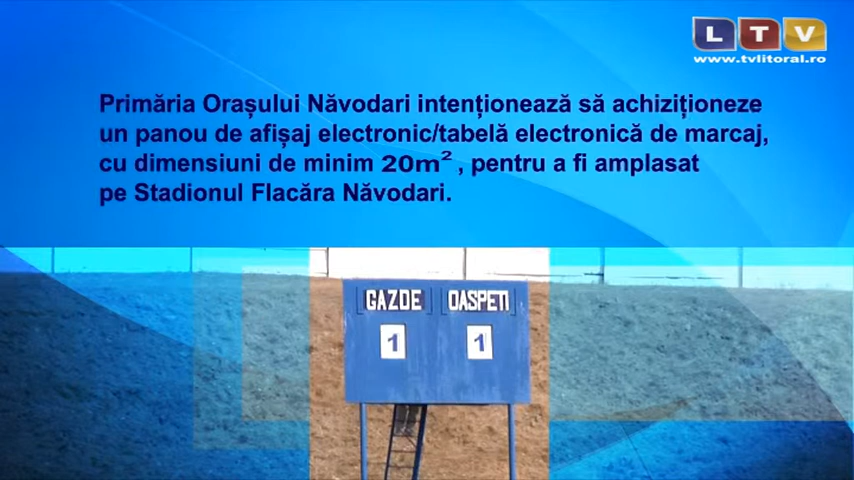 LTV
www.tvlitoral.ro
Primăria Orașului Năvodari intenționează să achiziționeze
un panou de afișaj electronic/tabelă electronică de marcaj,
cu dimensiuni de minim 20m², pentru a fi amplasat
pe Stadionul Flacăra Năvodari.
GAZDE OASPETI
1 1